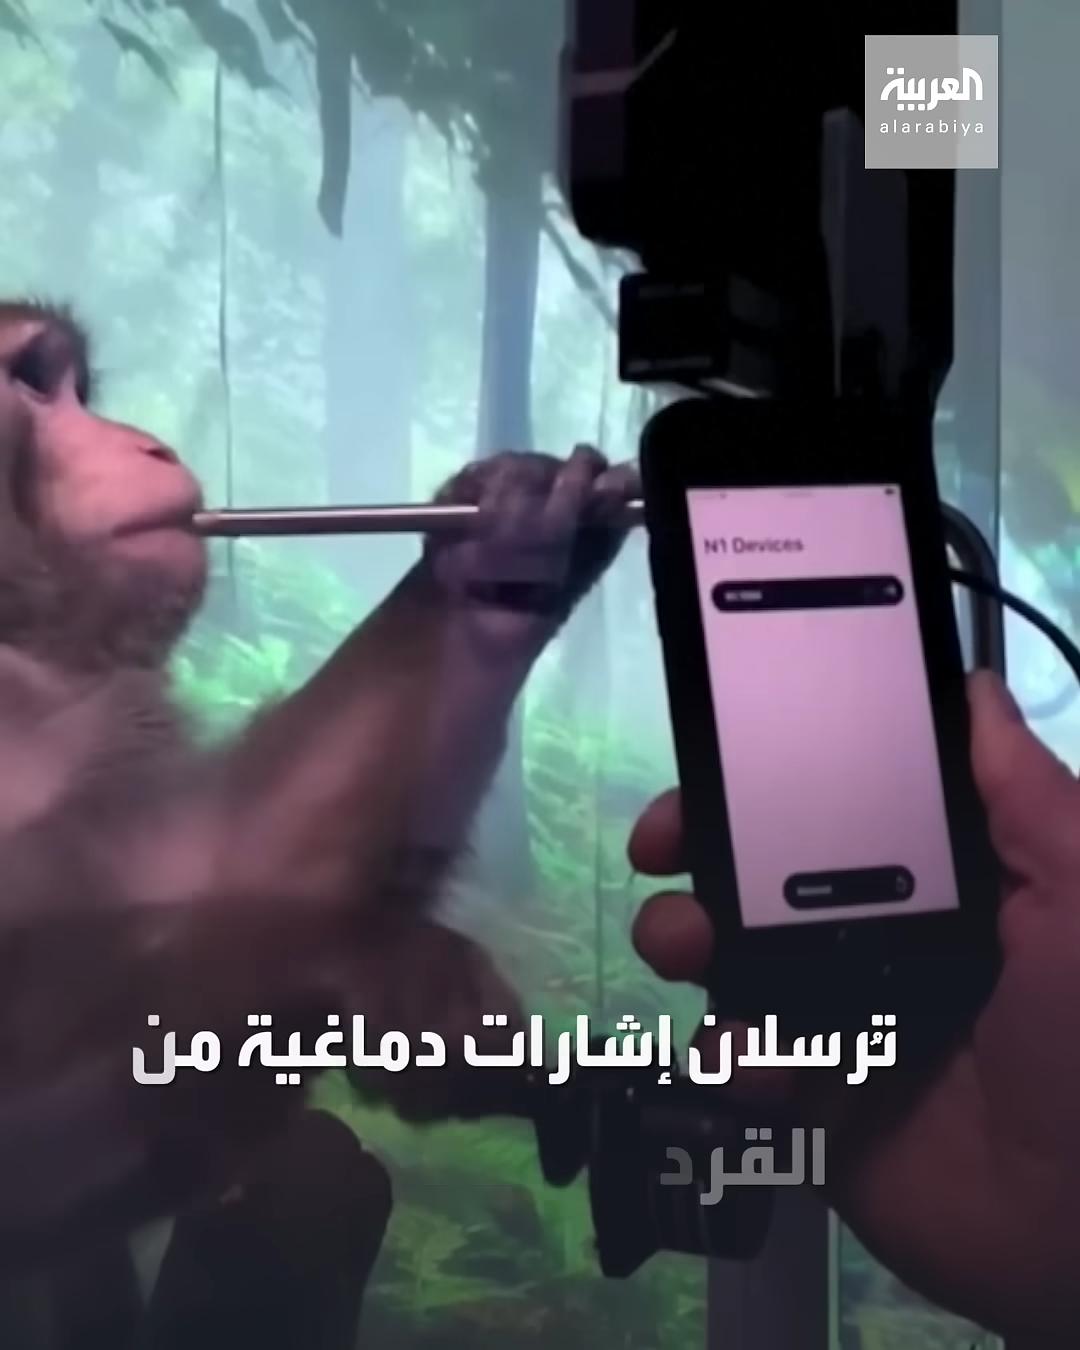 العربية
alarabiya
N1 Devices
تُرسلان إشارات دماغية من
القرد